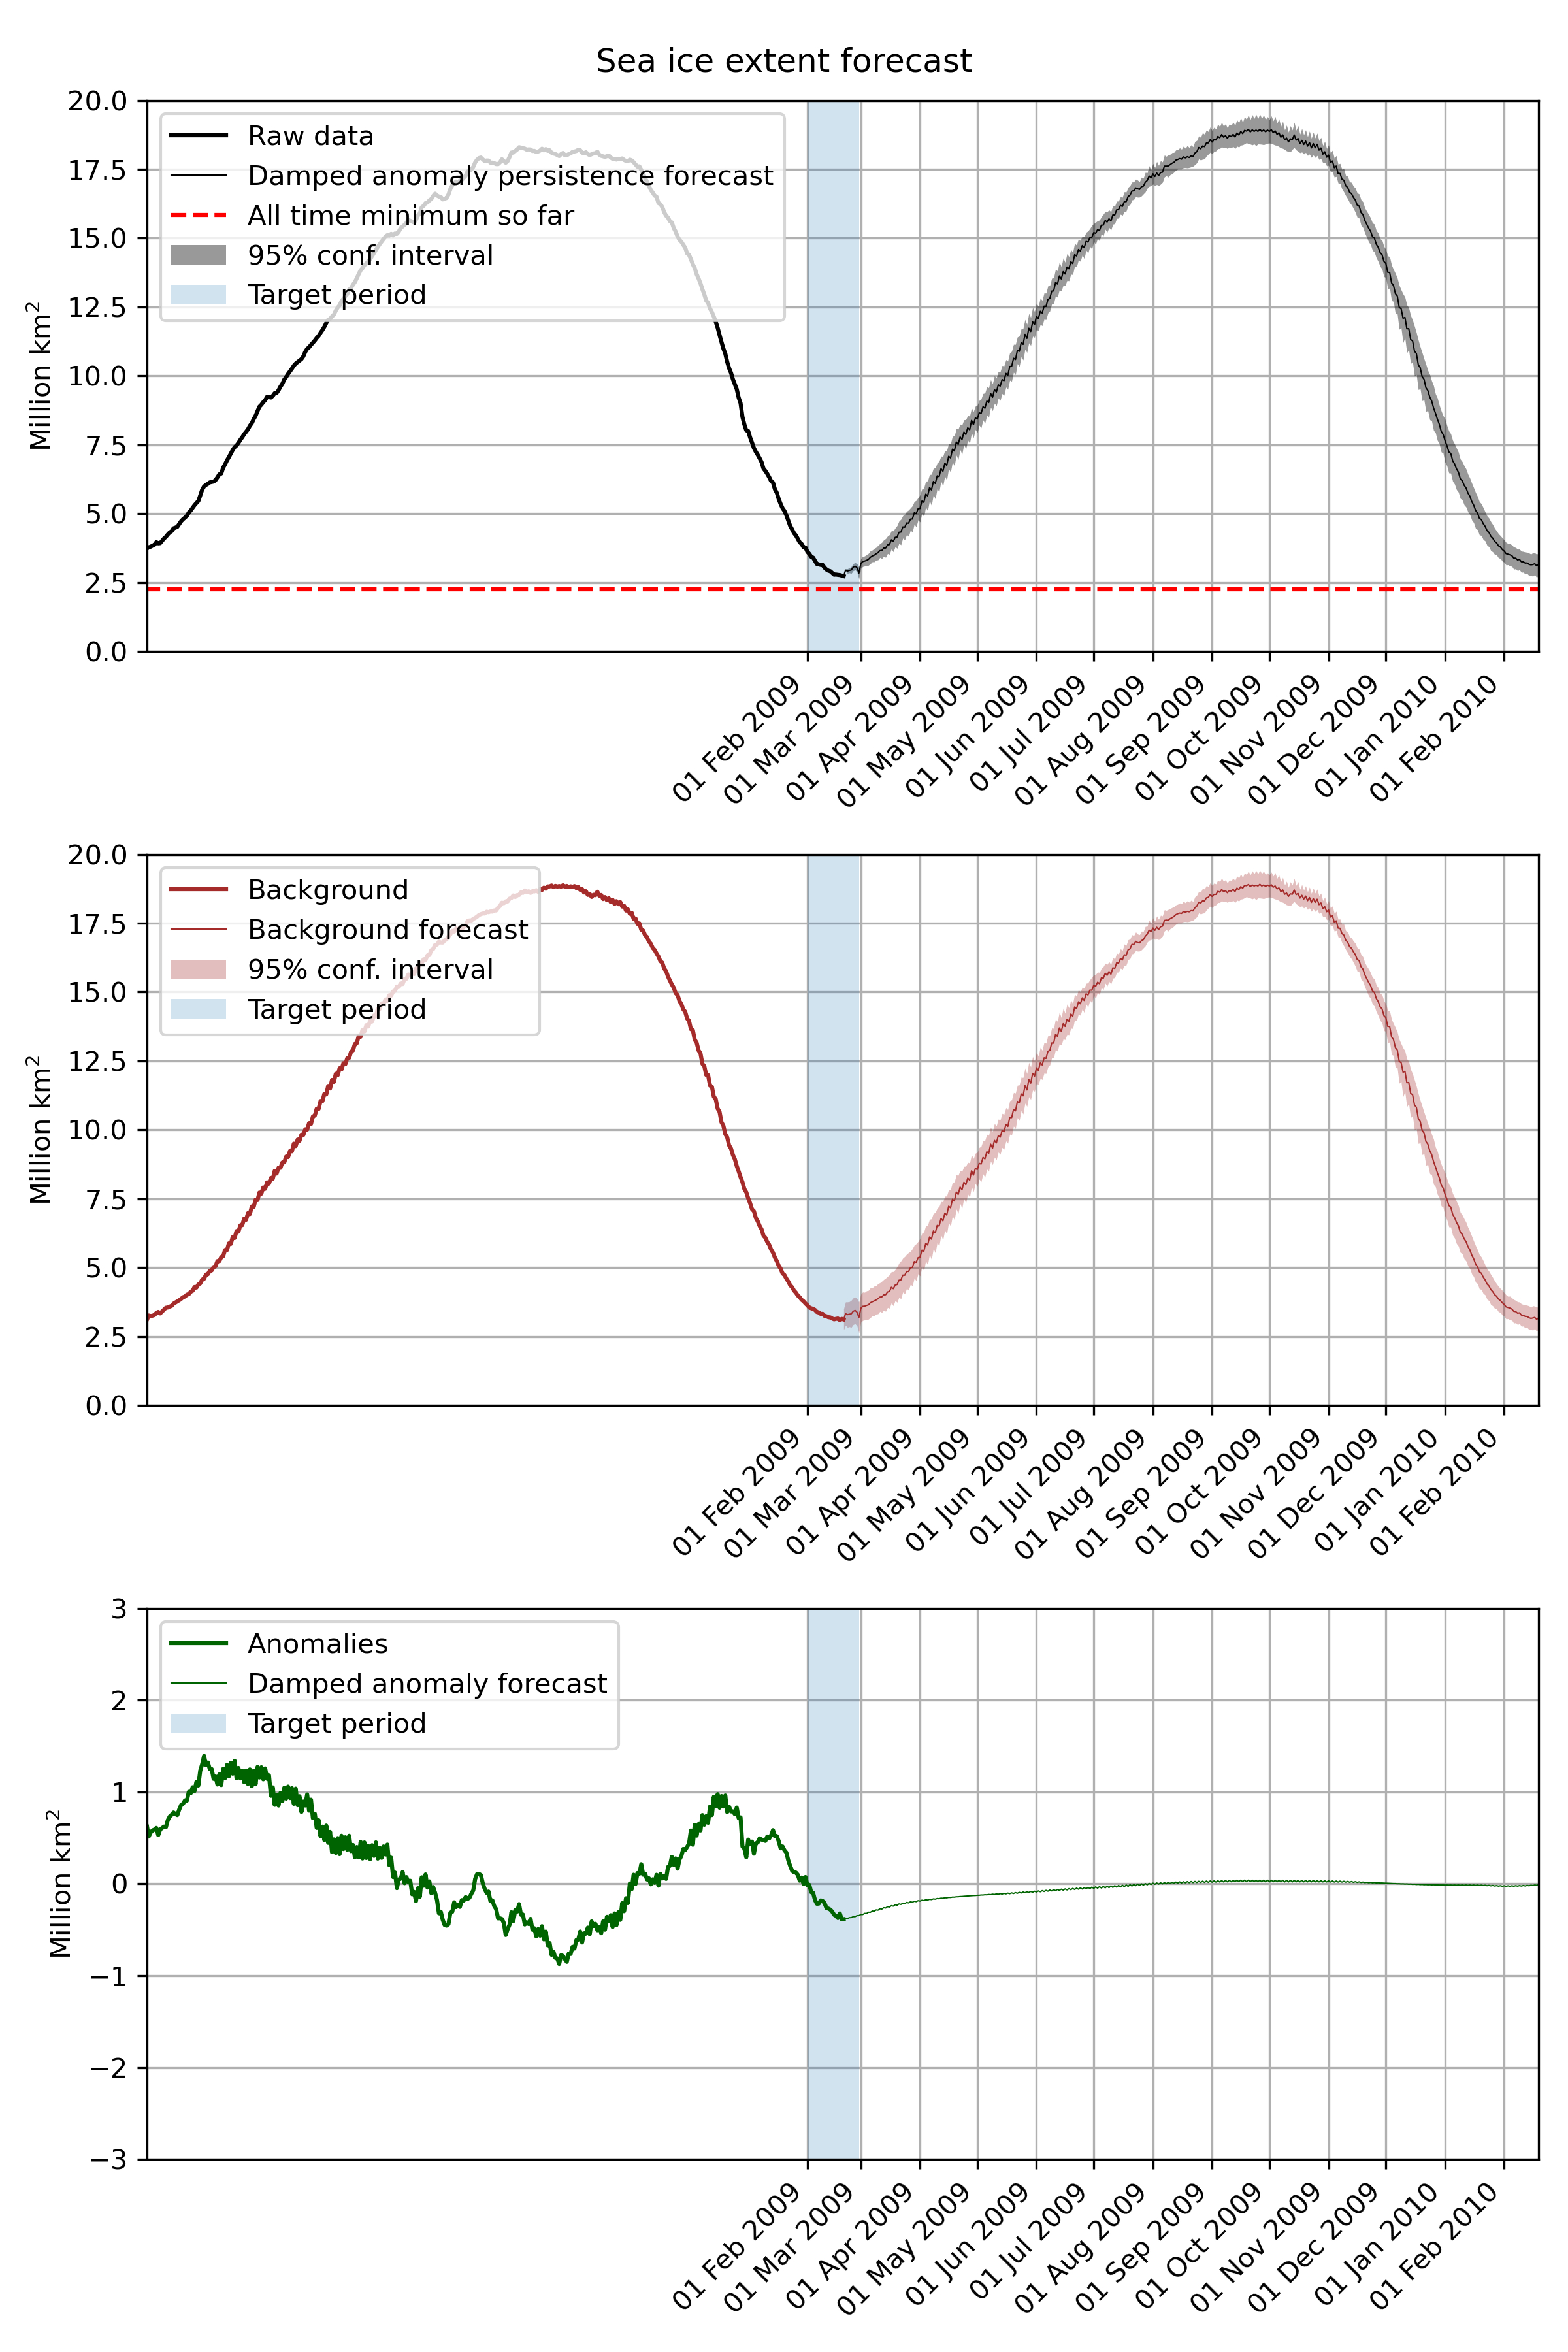 Sea ice extent forecast
20.0
17.5
15.0
12.5
10.0
7.5
5.0
2.5
0.0
Million km²
Raw data
Damped anomaly persistence forecast
All time minimum so far
95% conf. interval
Target period
01 Feb 2009
01 Mar 2009
01 Apr 2009
01 May 2009
01 Jun 2009
01 Jul 2009
01 Aug 2009
01 Sep 2009
01 Oct 2009
01 Nov 2009
01 Dec 2009
01 Jan 2010
01 Feb 2010
20.0
17.5
15.0
12.5
10.0
7.5
5.0
2.5
0.0
Million km²
Background
Background forecast
95% conf. interval
Target period
01 Feb 2009
01 Mar 2009
01 Apr 2009
01 May 2009
01 Jun 2009
01 Jul 2009
01 Aug 2009
01 Sep 2009
01 Oct 2009
01 Nov 2009
01 Dec 2009
01 Jan 2010
01 Feb 2010
3
2
1
0
−1
−2
−3
Million km²
Anomalies
Damped anomaly forecast
Target period
01 Feb 2009
01 Mar 2009
01 Apr 2009
01 May 2009
01 Jun 2009
01 Jul 2009
01 Aug 2009
01 Sep 2009
01 Oct 2009
01 Nov 2009
01 Dec 2009
01 Jan 2010
01 Feb 2010